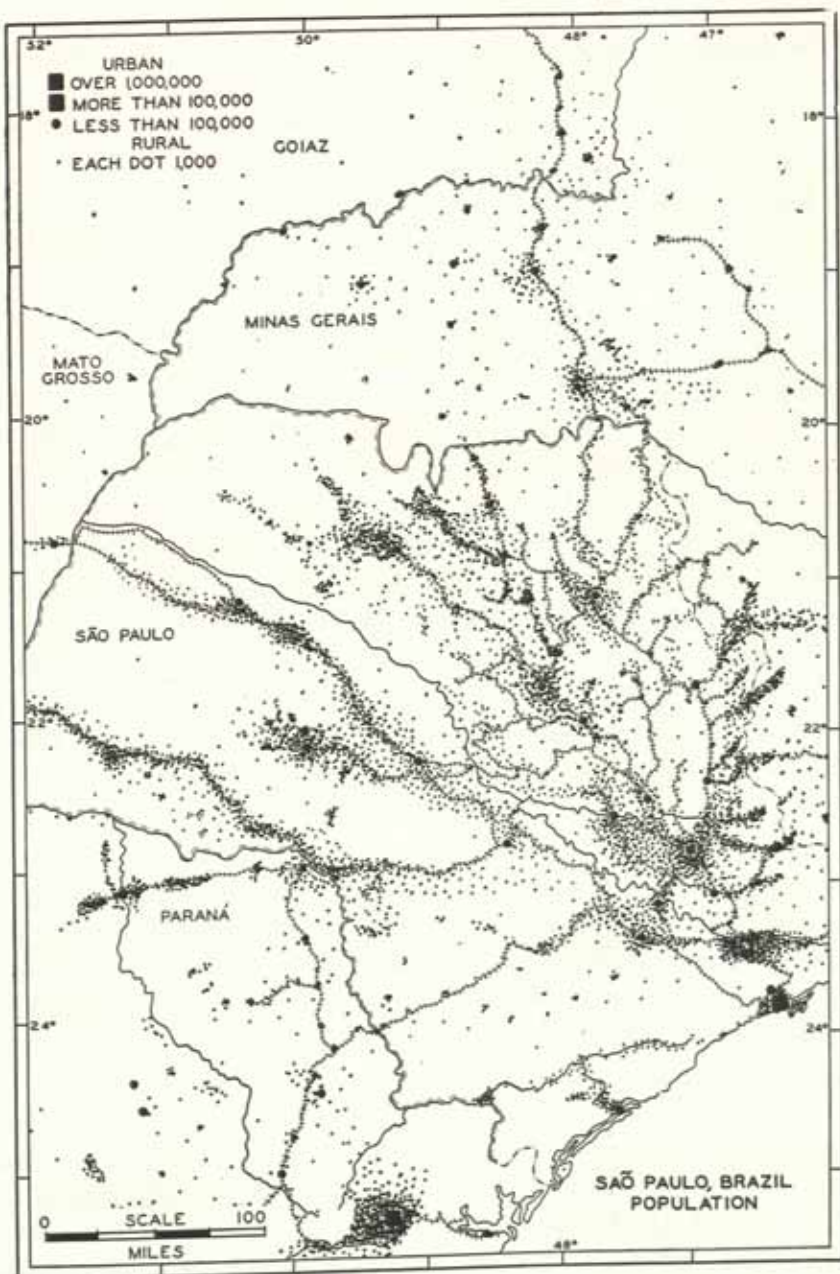 52° 50° 48° 47°
URBAN
OVER 1,000,000
MORE THAN 100,000
LESS THAN 100,000
RURAL
EACH DOT 1,000
18° 18°
GOIAZ
MINAS GERAIS
MATO
GROSSO
20° 20°
SÃO PAULO
22° 22°
PARANÁ
24° 24°
SAÕ PAULO, BRAZIL
POPULATION
0 SCALE 100
MILES
48°